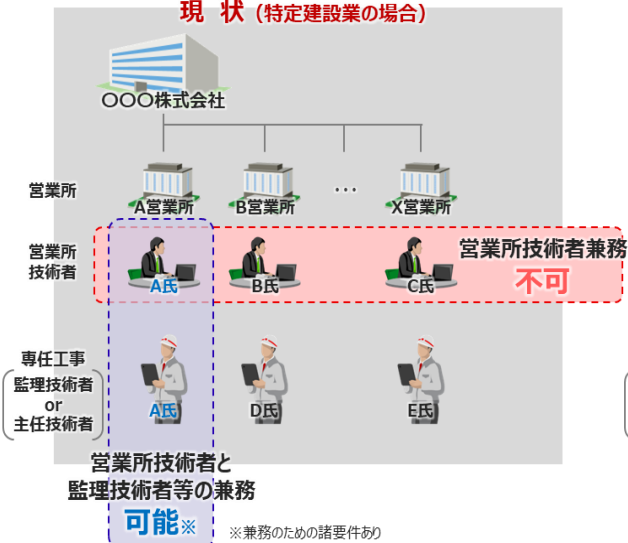 現 状 (特定建設業の場合)
〇〇〇株式会社
営業所
A営業所
B営業所
…
X営業所
営業所
技術者
A氏
B氏
C氏
営業所技術者兼務
不可
専任工事
監理技術者
or
主任技術者
A氏
D氏
E氏
営業所技術者と
監理技術者等の兼務
可能※
※兼務のための諸要件あり